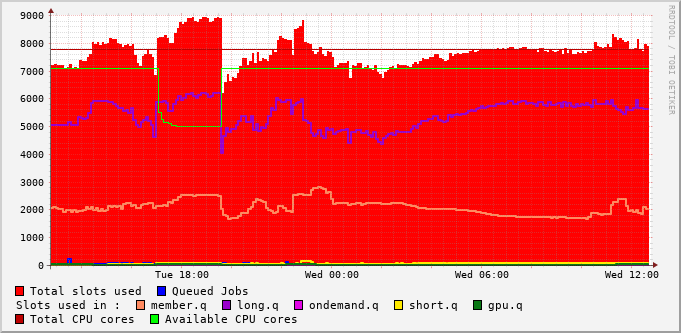 9000
8000
7000
6000
5000
4000
3000
2000
1000
0
Tue 18:00 Wed 00:00 Wed 06:00 Wed 12:00
RRDTOOL / TOBI OETIKER
Total slots used Queued Jobs
Slots used in : member.q long.q ondemand.q short.q gpu.q
Total CPU cores Available CPU cores